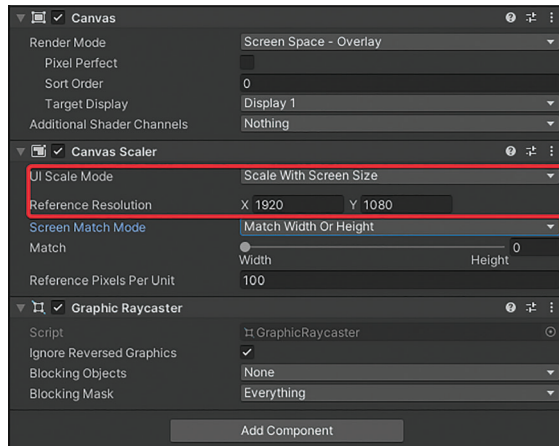 Canvas
Render Mode Screen Space - Overlay
Pixel Perfect
Sort Order 0
Target Display Display 1
Additional Shader Channels Nothing
Canvas Scaler
UI Scale Mode Scale With Screen Size
Reference Resolution X 1920 Y 1080
Screen Match Mode Match Width Or Height
Match 0
Width Height
Reference Pixels Per Unit 100
Graphic Raycaster
Script GraphicRaycaster
Ignore Reversed Graphics
Blocking Objects None
Blocking Mask Everything
Add Component